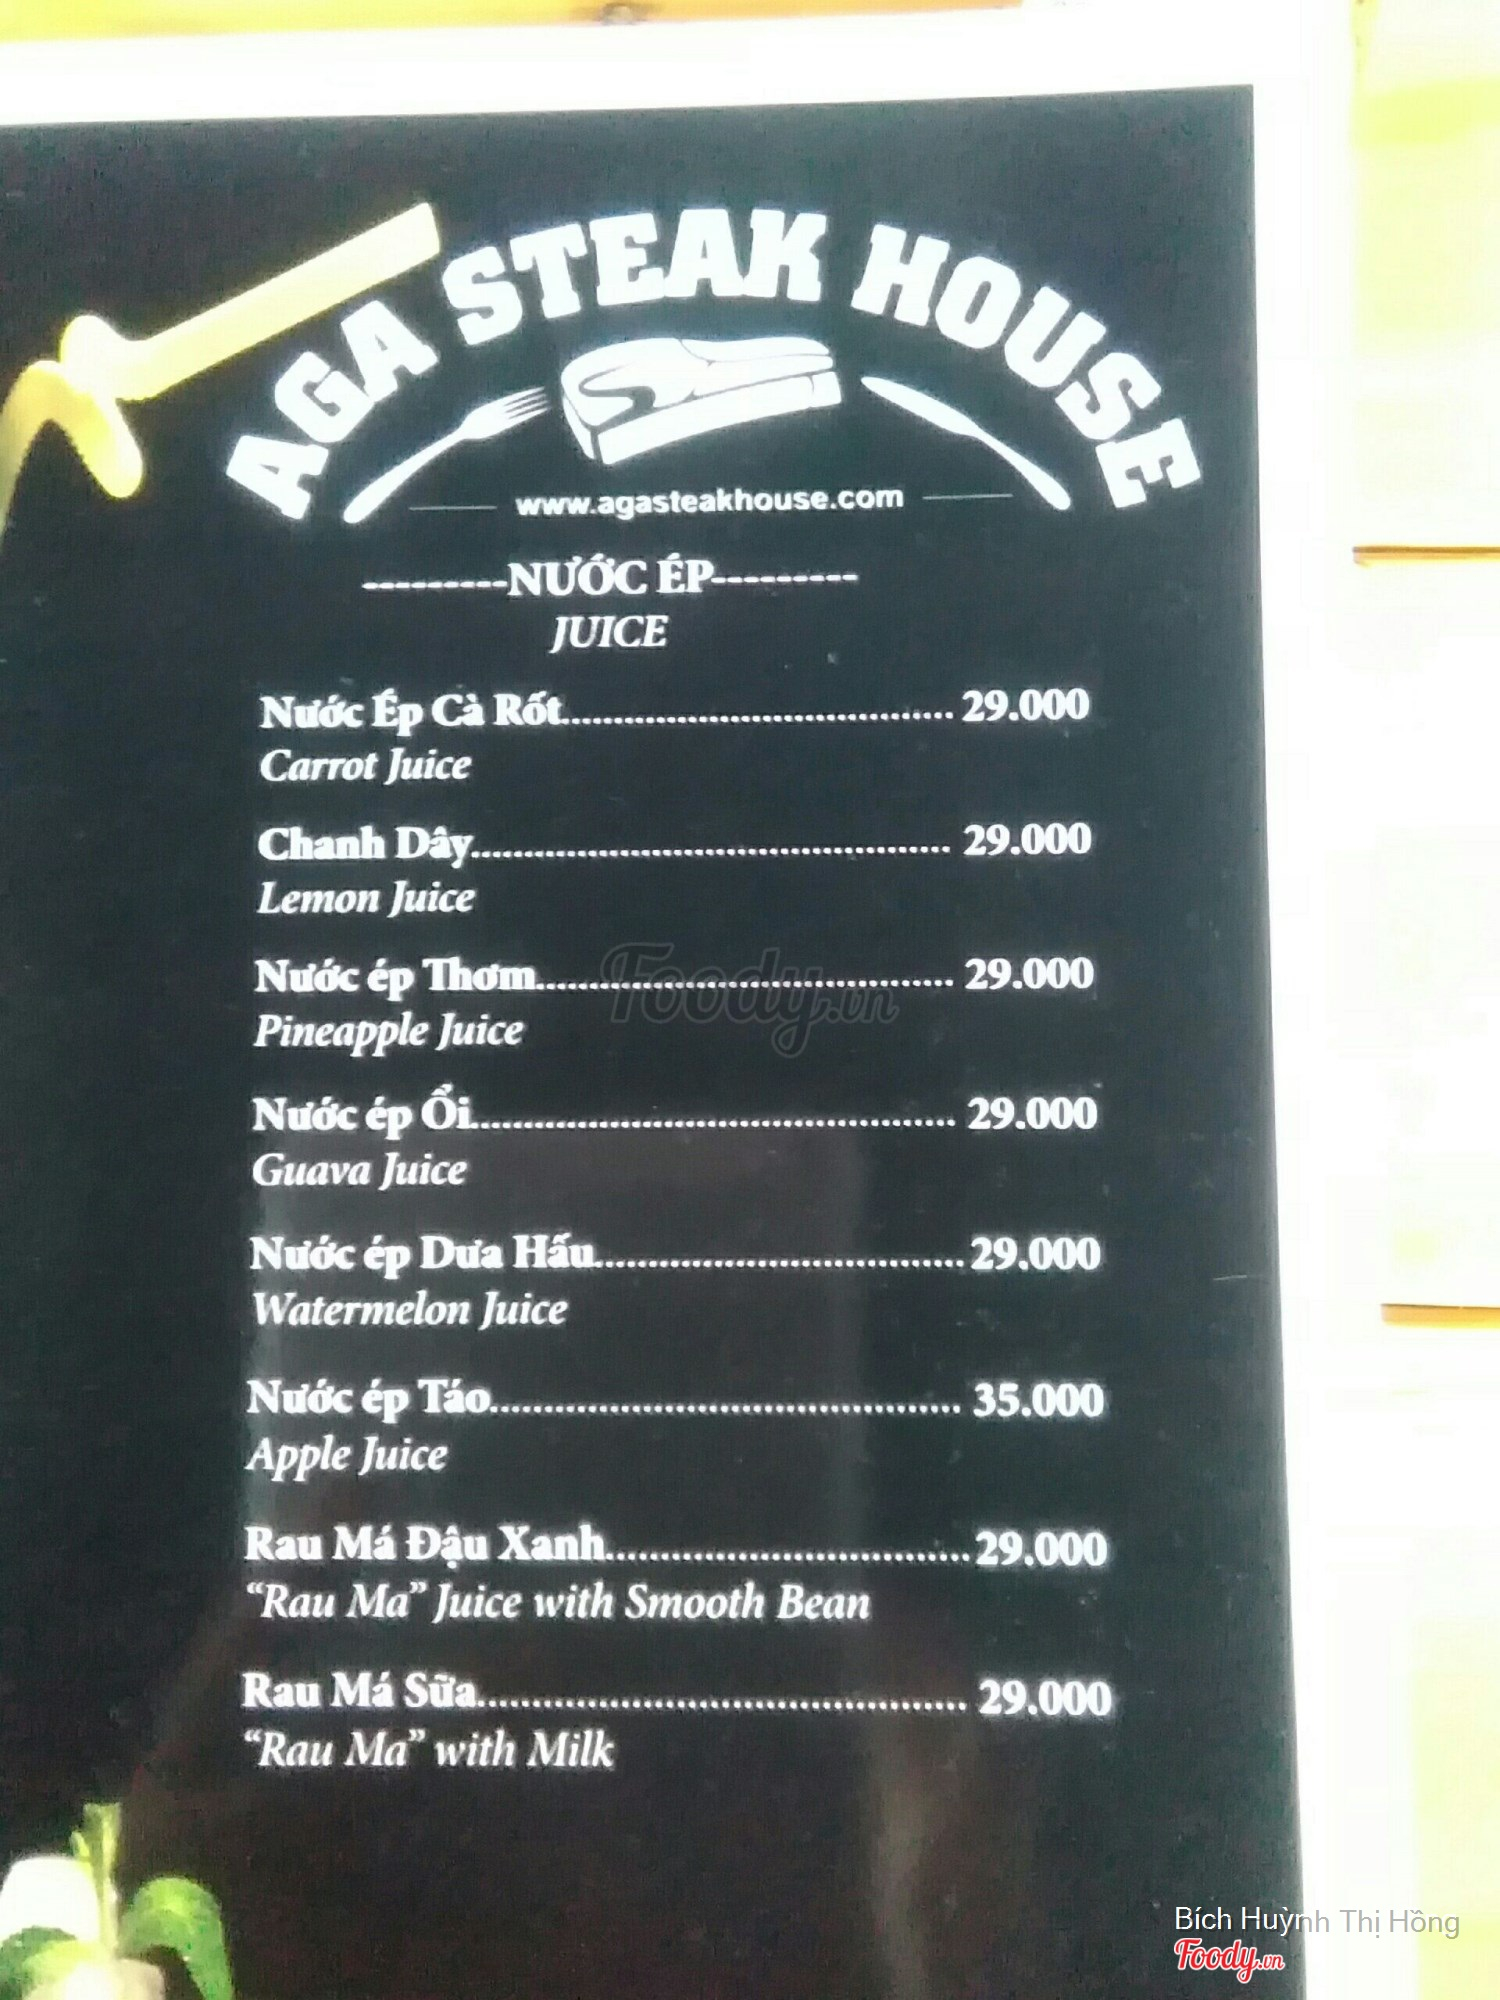 AGA STEAK HOUSE
www.agasteakhouse.com
---------NƯỚC ÉP---------
JUICE
Nước Ép Cà Rốt........................................ 29.000
Carrot Juice
Chanh Dây................................................ 29.000
Lemon Juice
Nước ép Thơm.......................................... 29.000
Pineapple Juice
Foody.vn
Nước ép Ổi................................................. 29.000
Guava Juice
Nước ép Dưa Hấu..................................... 29.000
Watermelon Juice
Nước ép Táo............................................... 35.000
Apple Juice
Rau Má Đậu Xanh.....................................29.000
“Rau Ma” Juice with Smooth Bean
Rau Má Sữa................................................. 29.000
“Rau Ma” with Milk
Bích Huỳnh Thị Hồng
Foody.vn